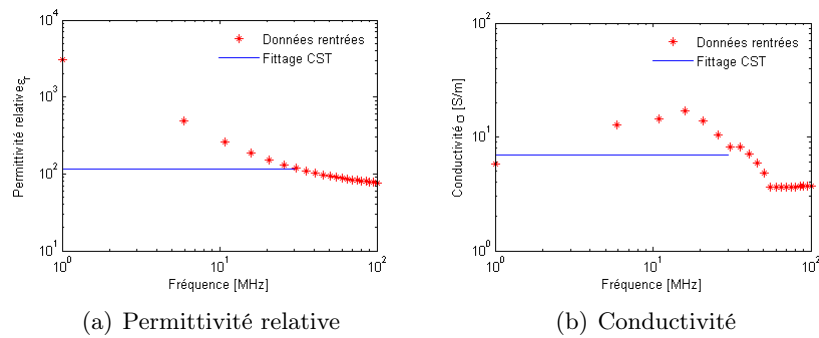 Données rentrées
Fittage CST
Permittivité relative εr
10^4
10^3
10^2
10^1
10^0
10^1
10^2
Fréquence [MHz]
(a) Permittivité relative
Données rentrées
Fittage CST
Conductivité σ [S/m]
10^2
10^1
10^0
10^0
10^1
10^2
Fréquence [MHz]
(b) Conductivité